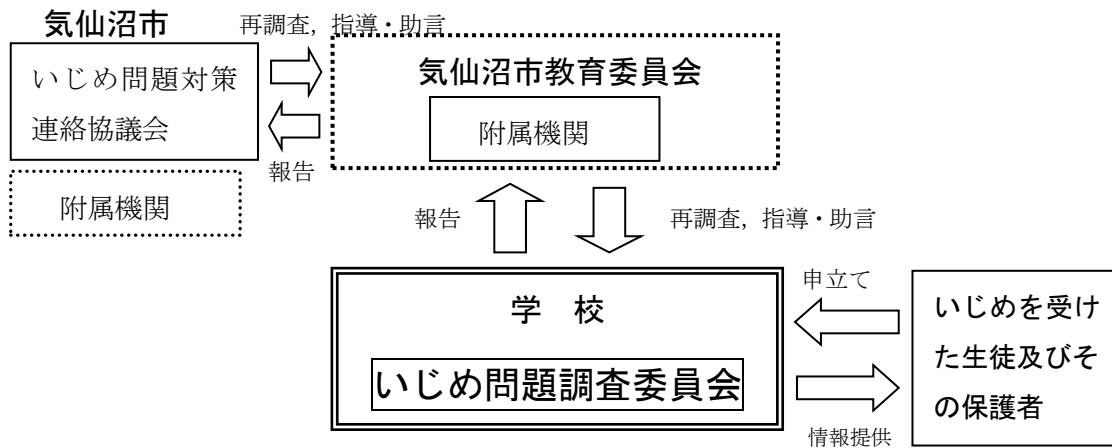 気仙沼市
再調査，指導・助言
いじめ問題対策
連絡協議会
報告
附属機関
気仙沼市教育委員会
附属機関
報告
再調査，指導・助言
学　校
いじめ問題調査委員会
申立て
情報提供
いじめを受け
た生徒及びそ
の保護者